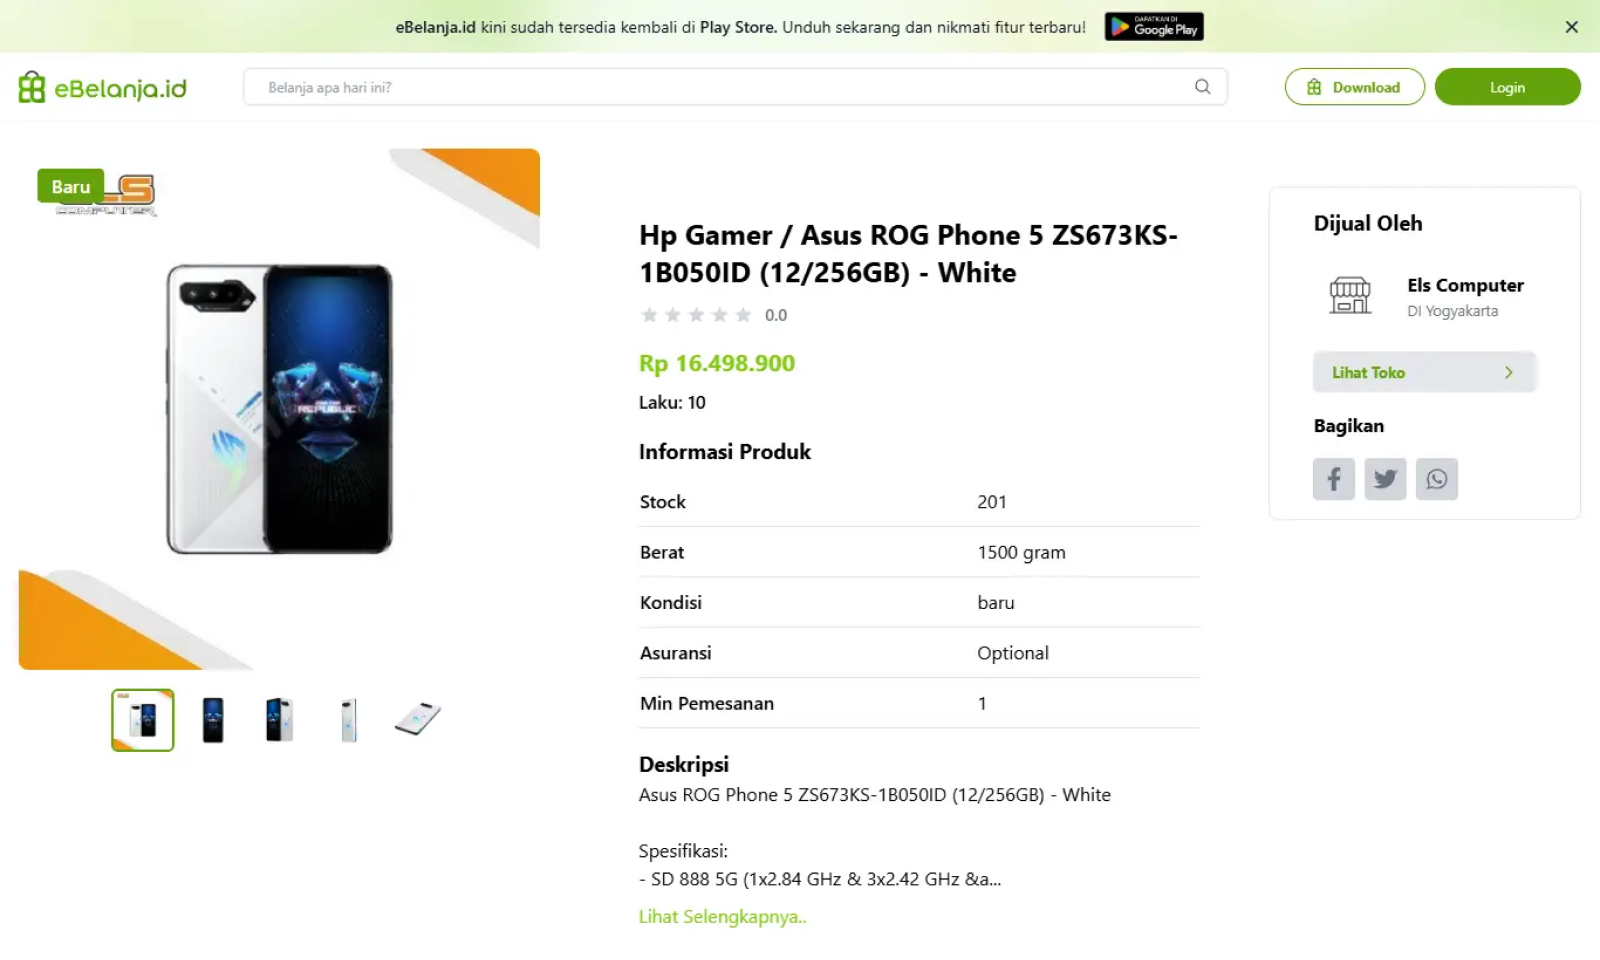 eBelanja.id kini sudah tersedia kembali di Play Store. Unduh sekarang dan nikmati fitur terbaru!
DAPATKAN DI
Google Play
eBelanja.id
Belanja apa hari ini?
Download
Login
Baru
COMPUTER
Hp Gamer / Asus ROG Phone 5 ZS673KS-
1B050ID (12/256GB) - White
0.0
Rp 16.498.900
Laku: 10
Informasi Produk
Stock 201
Berat 1500 gram
Kondisi baru
Asuransi Optional
Min Pemesanan 1
Deskripsi
Asus ROG Phone 5 ZS673KS-1B050ID (12/256GB) - White
Spesifikasi:
- SD 888 5G (1x2.84 GHz & 3x2.42 GHz &a...
Lihat Selengkapnya..
Dijual Oleh
Els Computer
DI Yogyakarta
Lihat Toko
Bagikan
REPUBLIC